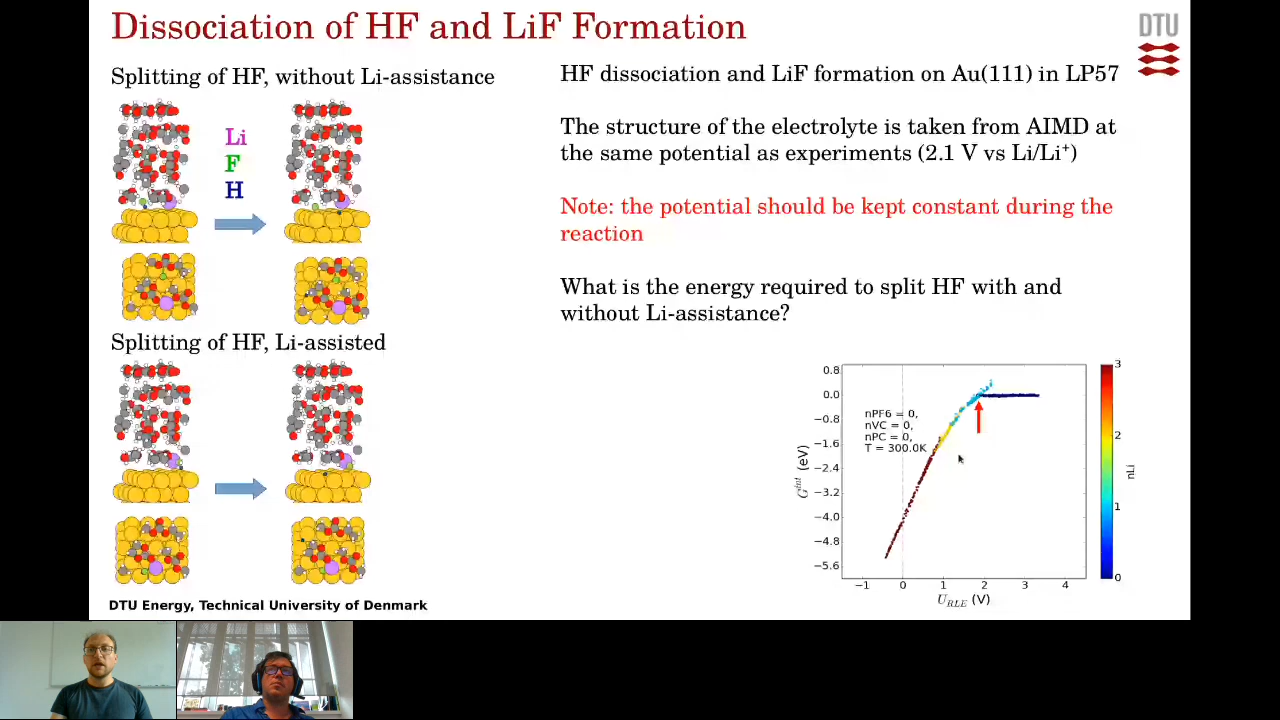 Dissociation of HF and LiF Formation
DTU
Splitting of HF, without Li-assistance
Li
F
H
Splitting of HF, Li-assisted
HF dissociation and LiF formation on Au(111) in LP57
The structure of the electrolyte is taken from AIMD at
the same potential as experiments (2.1 V vs Li/Li⁺)
Note: the potential should be kept constant during the
reaction
What is the energy required to split HF with and
without Li-assistance?
0.8
0.0
−0.8
−1.6
−2.4
−3.2
−4.0
−4.8
−5.6
G^{int} (eV)
nPF6 = 0,
nVC = 0,
nPC = 0,
T = 300.0K
−1 0 1 2 3 4
U_{RLE} (V)
3
2
1
0
nLi
DTU Energy, Technical University of Denmark